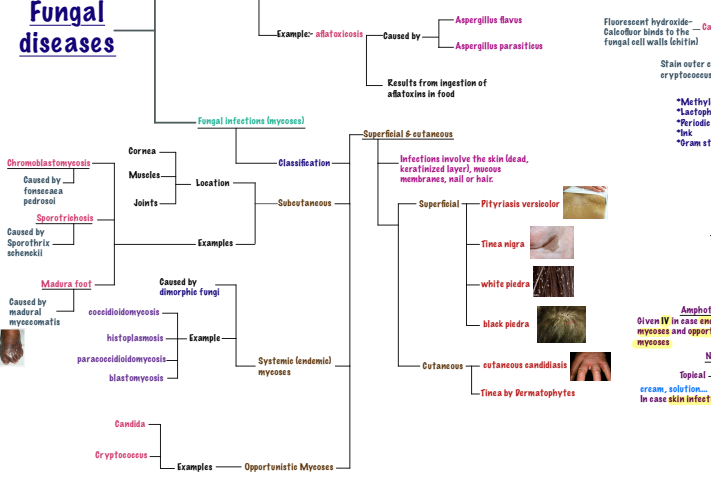 Fungal
diseases
Example:- aflatoxicosis
Caused by
Aspergillus flavus
Aspergillus parasiticus
Results from ingestion of
aflatoxins in food
Fungal infections (mycoses)
Classification
Superficial & cutaneous
Infections involve the skin (dead,
keratinized layer), mucous
membranes, nail or hair.
Superficial
Pityriasis versicolor
Tinea nigra
white piedra
black piedra
Cutaneous
cutaneous candidiasis
Tinea by Dermatophytes
Subcutaneous
Location
Cornea
Muscles
Joints
Examples
Chromoblastomycosis
Caused by
fonsecaea
pedrosoi
Sporotrichosis
Caused by
Sporothrix
schenckii
Madura foot
Caused by
madural
mycecomatis
Systemic (endemic)
mycoses
Caused by
dimorphic fungi
Example
coccidioidomycosis
histoplasmosis
paracoccidioidomycosis
blastomycosis
Opportunistic Mycoses
Examples
Candida
Cryptococcus
Fluorescent hydroxide-
Calcofluor binds to the
fungal cell walls (chitin)
Ca
Stain outer c
cryptococcus
*Methyl
*Lactoph
*Periodic
*Ink
*Gram st
Amphot
Given IV in case en
mycoses and opport
mycoses
N
Topical
cream, solution....
In case skin infect